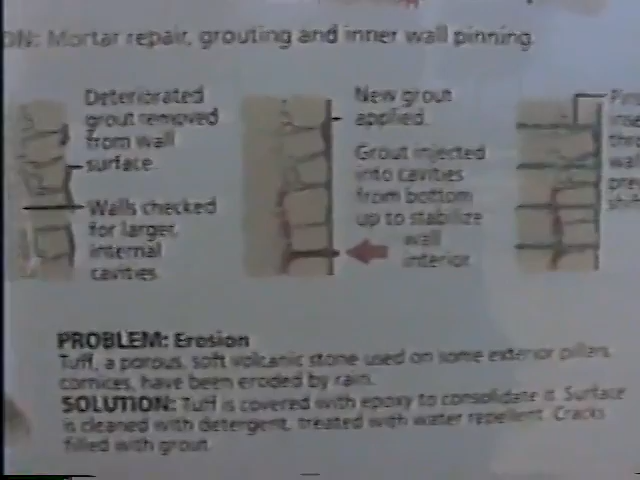 ON: Mortar repair, grouting and inner wall pinning.
Deteriorated
grout removed
from wall
surface.
Walls checked
for larger,
internal
cavities.
New grout
applied.
Grout injected
into cavities
from bottom
up to stabilize
wall
interior.
PROBLEM: Erosion
Tuff, a porous, soft volcanic stone used on some exterior pillars,
cornices, have been eroded by rain.
SOLUTION: Tuff is covered with epoxy to consolidate it. Surface
is cleaned with detergent, treated with water repellent. Cracks
filled with grout.